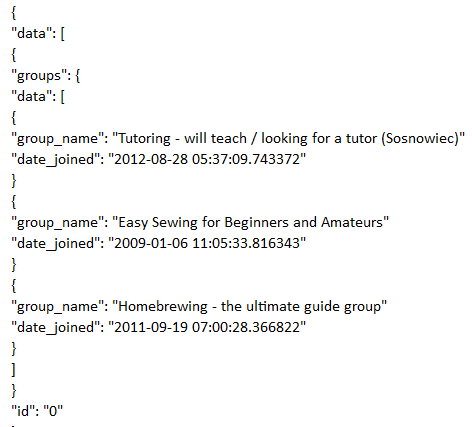 {
"data": [
{
"groups": {
"data": [
{
"group_name": "Tutoring - will teach / looking for a tutor (Sosnowiec)"
"date_joined": "2012-08-28 05:37:09.743372"
}
{
"group_name": "Easy Sewing for Beginners and Amateurs"
"date_joined": "2009-01-06 11:05:33.816343"
}
{
"group_name": "Homebrewing - the ultimate guide group"
"date_joined": "2011-09-19 07:00:28.366822"
}
]
}
"id": "0"